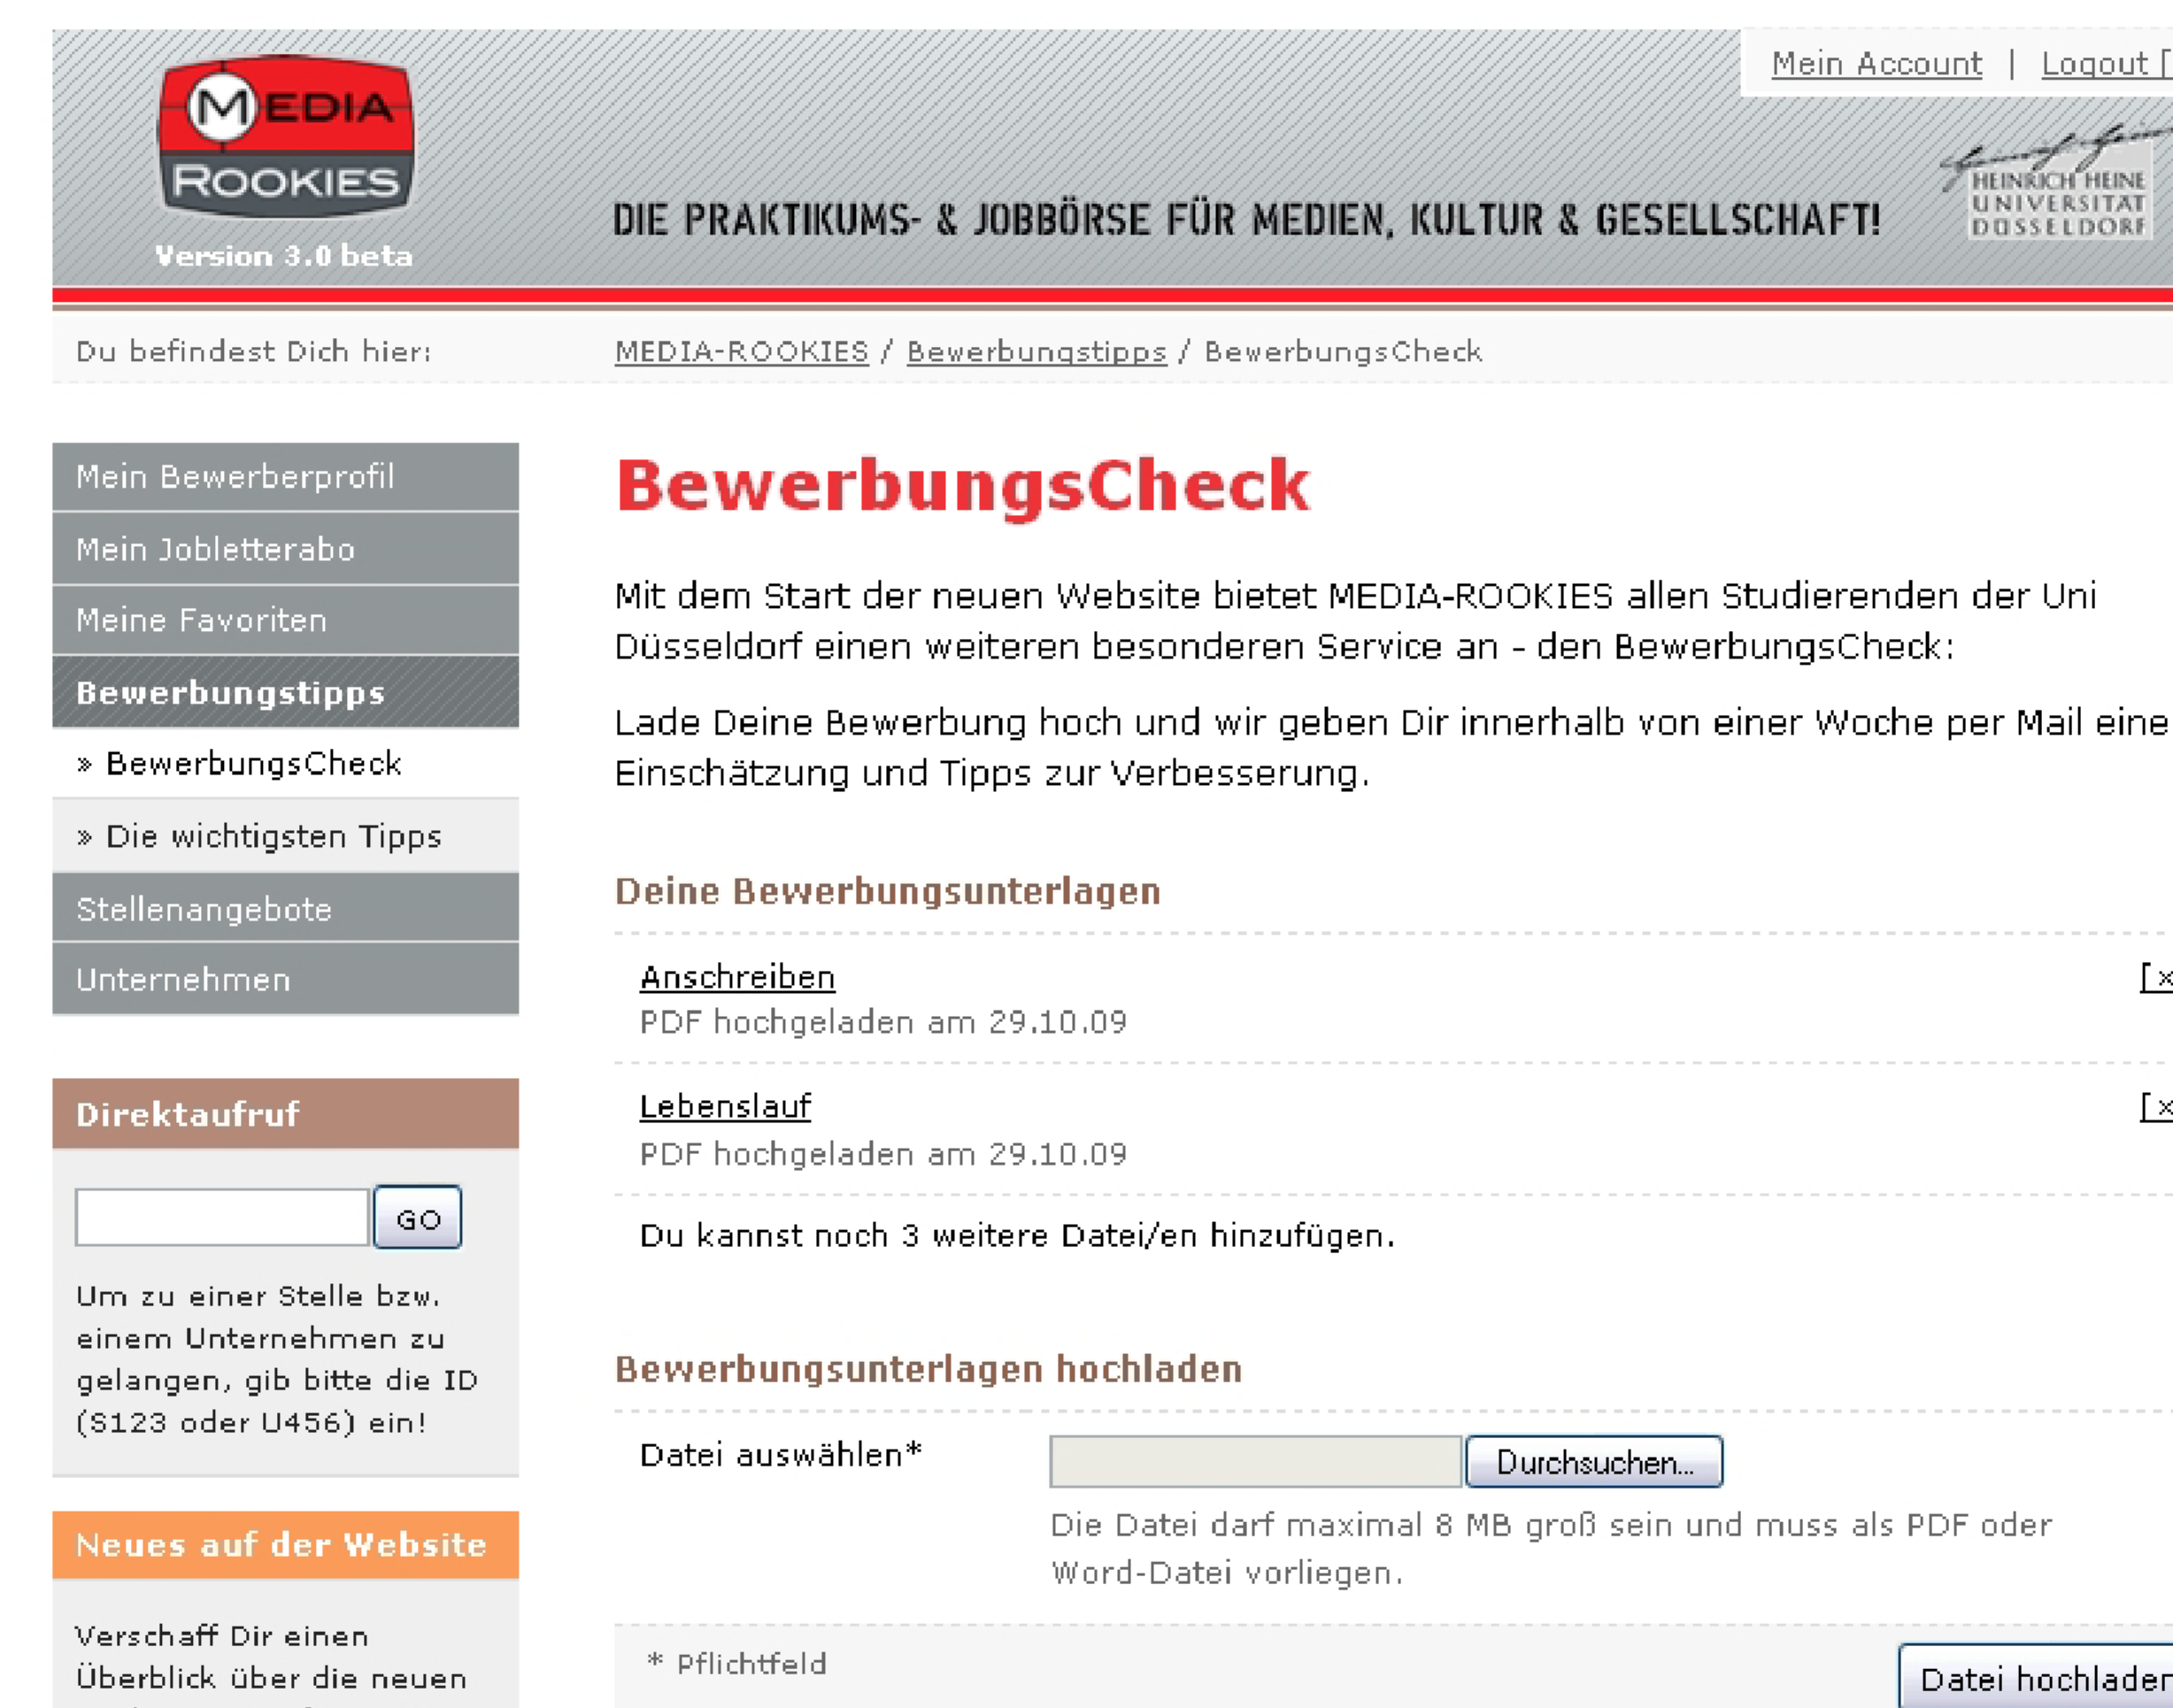 Mein Account | Logout [
MEDIA
ROOKIES
Version 3.0 beta
DIE PRAKTIKUMS- & JOBBÖRSE FÜR MEDIEN, KULTUR & GESELLSCHAFT!
HEINRICH HEINE
UNIVERSITÄT
DÜSSELDORF
Du befindest Dich hier:
MEDIA-ROOKIES / Bewerbungstipps / BewerbungsCheck
Mein Bewerberprofil
Mein Jobletterabo
Meine Favoriten
Bewerbungstipps
» BewerbungsCheck
» Die wichtigsten Tipps
Stellenangebote
Unternehmen
Direktaufruf
GO
Um zu einer Stelle bzw.
einem Unternehmen zu
gelangen, gib bitte die ID
(S123 oder U456) ein!
Neues auf der Website
Verschaff Dir einen
Überblick über die neuen
BewerbungsCheck
Mit dem Start der neuen Website bietet MEDIA-ROOKIES allen Studierenden der Uni
Düsseldorf einen weiteren besonderen Service an - den BewerbungsCheck:
Lade Deine Bewerbung hoch und wir geben Dir innerhalb von einer Woche per Mail eine
Einschätzung und Tipps zur Verbesserung.
Deine Bewerbungsunterlagen
Anschreiben [x
PDF hochgeladen am 29.10.09
Lebenslauf [x
PDF hochgeladen am 29.10.09
Du kannst noch 3 weitere Datei/en hinzufügen.
Bewerbungsunterlagen hochladen
Datei auswählen* Durchsuchen...
Die Datei darf maximal 8 MB groß sein und muss als PDF oder
Word-Datei vorliegen.
* Pflichtfeld
Datei hochladen